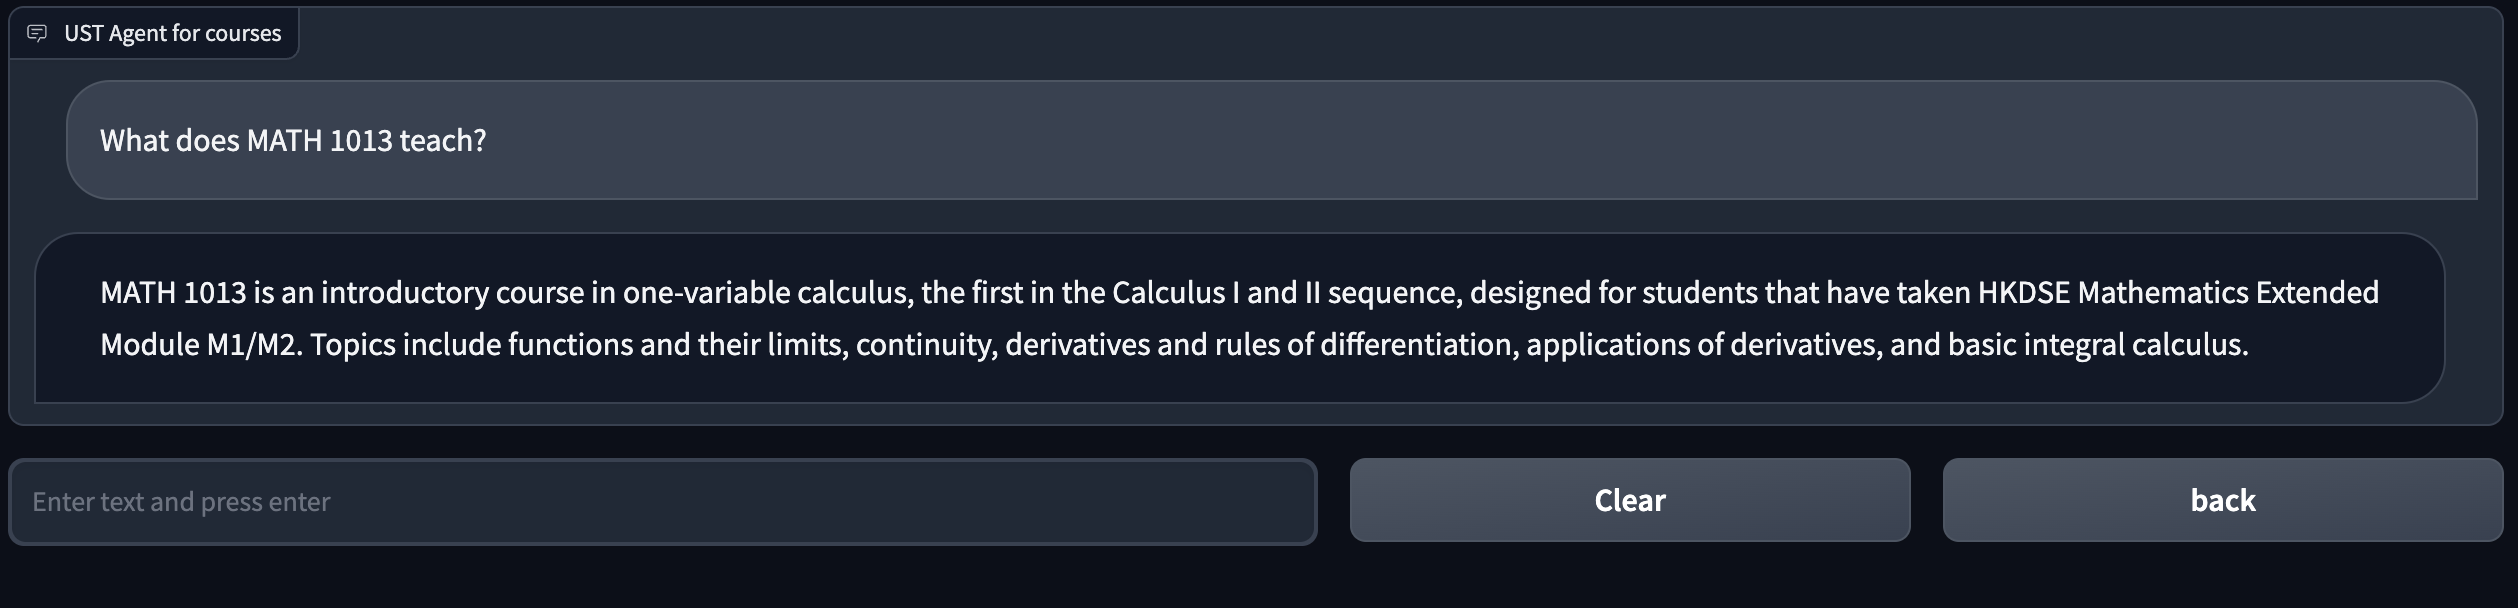 UST Agent for courses
What does MATH 1013 teach?
MATH 1013 is an introductory course in one-variable calculus, the first in the Calculus I and II sequence, designed for students that have taken HKDSE Mathematics Extended
Module M1/M2. Topics include functions and their limits, continuity, derivatives and rules of differentiation, applications of derivatives, and basic integral calculus.
Enter text and press enter
Clear
back